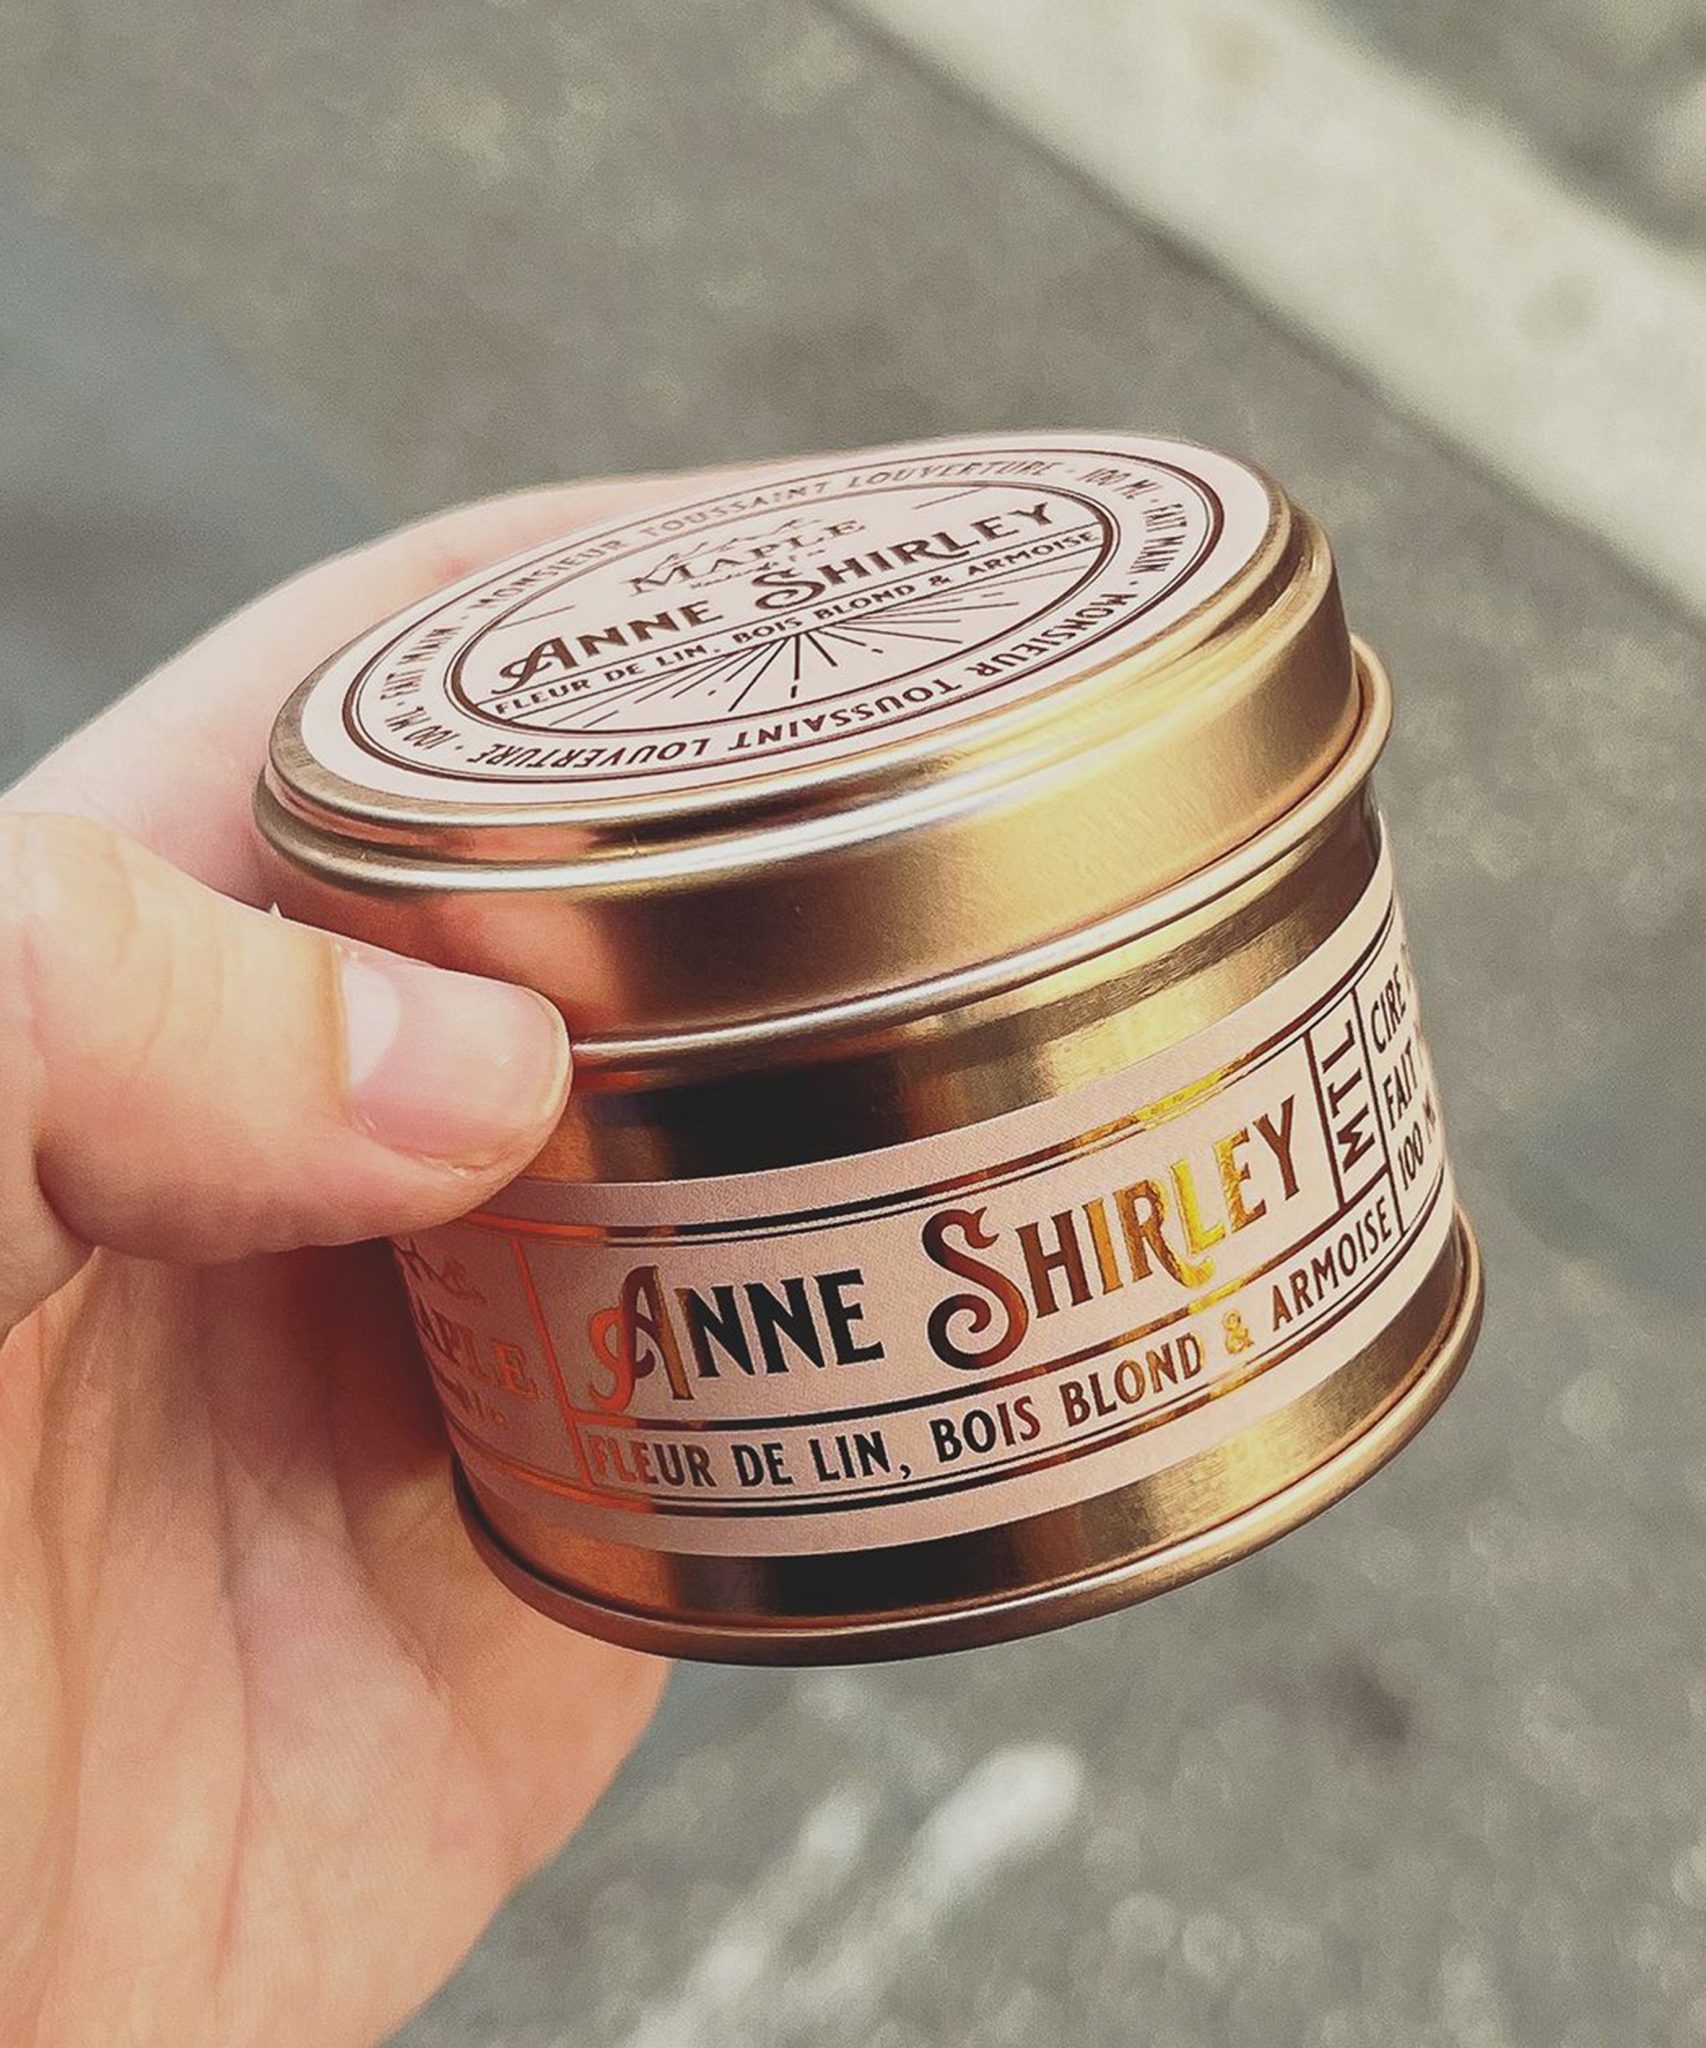 MONSIEUR TOUSSAINT LOUVERTURE · 100 ML · FAIT MAIN · MONSIEUR TOUSSAINT LOUVERTURE · 100 ML · FAIT MAIN ·
MAPLE
ANNE SHIRLEY
FLEUR DE LIN, BOIS BLOND & ARMOISE
ANNE SHIRLEY
FLEUR DE LIN, BOIS BLOND & ARMOISE
MTL
CIRE
FAIT
100